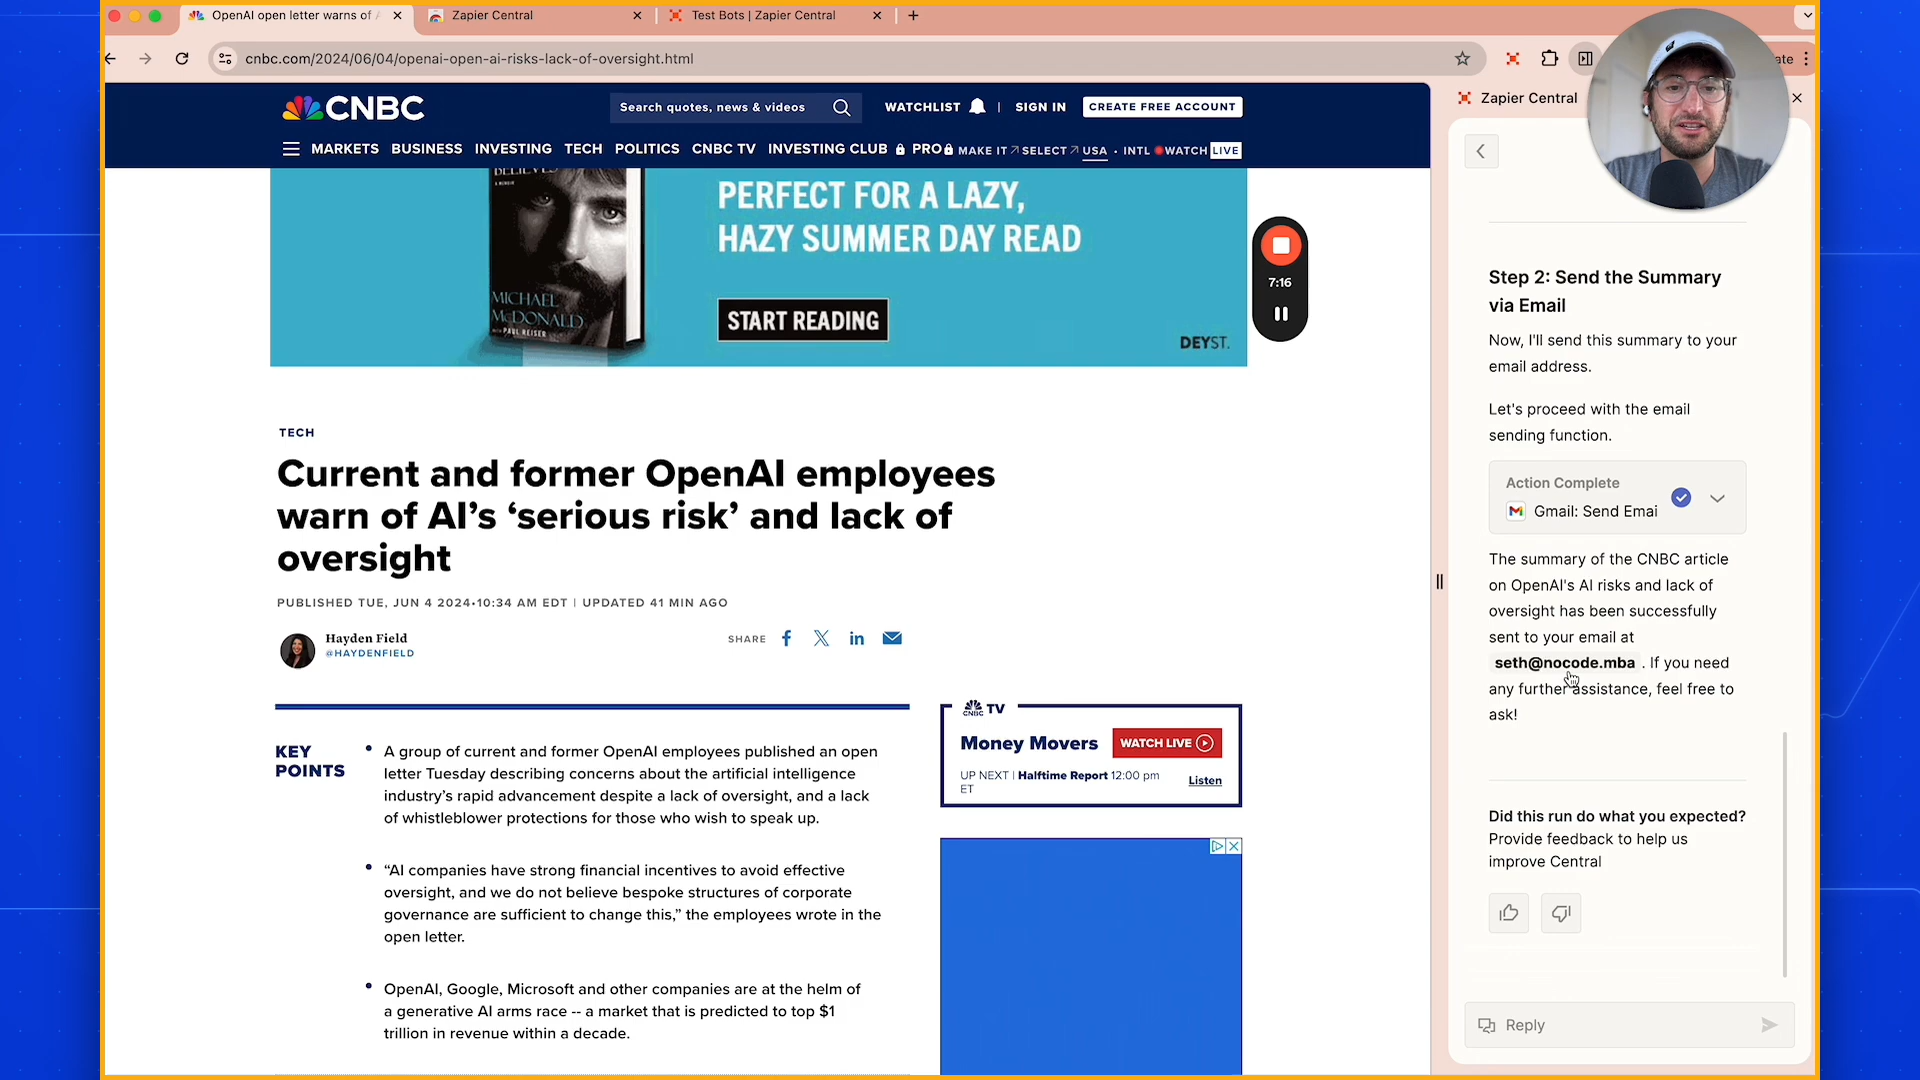 OpenAI open letter warns of
Zapier Central
Test Bots | Zapier Central
cnbc.com/2024/06/04/openai-open-ai-risks-lack-of-oversight.html
CNBC
Search quotes, news & videos
WATCHLIST
SIGN IN
CREATE FREE ACCOUNT
MARKETS BUSINESS INVESTING TECH POLITICS CNBC TV INVESTING CLUB PRO MAKE IT SELECT USA • INTL WATCH LIVE
BELIEVES
A MEMOIR
MICHAEL
McDONALD
WITH PAUL REISER
PERFECT FOR A LAZY,
HAZY SUMMER DAY READ
START READING
DEYST.
7:16
TECH
Current and former OpenAI employees
warn of AI’s ‘serious risk’ and lack of
oversight
PUBLISHED TUE, JUN 4 2024•10:34 AM EDT | UPDATED 41 MIN AGO
Hayden Field
@HAYDENFIELD
SHARE
KEY
POINTS
• A group of current and former OpenAI employees published an open
letter Tuesday describing concerns about the artificial intelligence
industry’s rapid advancement despite a lack of oversight, and a lack
of whistleblower protections for those who wish to speak up.
• “AI companies have strong financial incentives to avoid effective
oversight, and we do not believe bespoke structures of corporate
governance are sufficient to change this,” the employees wrote in the
open letter.
• OpenAI, Google, Microsoft and other companies are at the helm of
a generative AI arms race -- a market that is predicted to top $1
trillion in revenue within a decade.
CNBC TV
Money Movers
WATCH LIVE
UP NEXT | Halftime Report 12:00 pm
ET
Listen
Zapier Central
Step 2: Send the Summary
via Email
Now, I'll send this summary to your
email address.
Let's proceed with the email
sending function.
Action Complete
Gmail: Send Emai
The summary of the CNBC article
on OpenAI's AI risks and lack of
oversight has been successfully
sent to your email at
seth@nocode.mba . If you need
any further assistance, feel free to
ask!
Did this run do what you expected?
Provide feedback to help us
improve Central
Reply